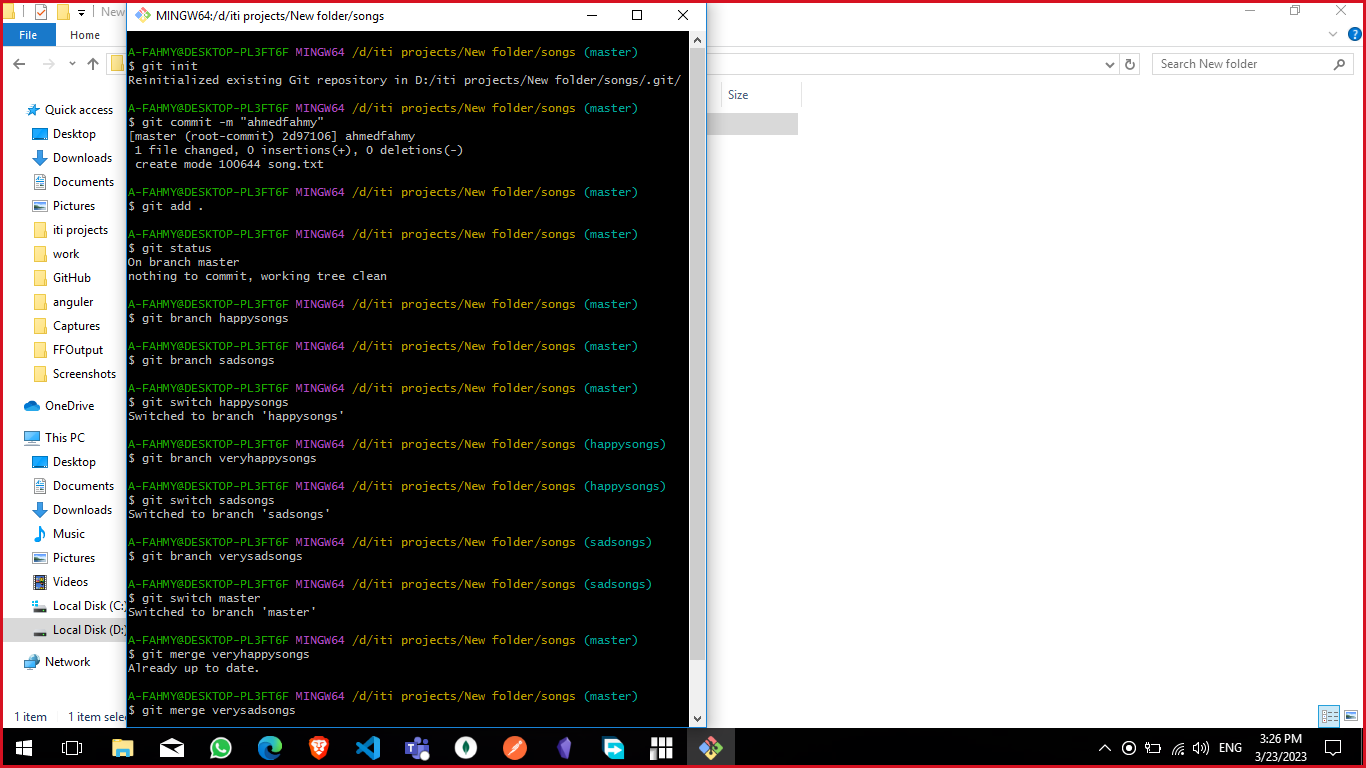 New
MINGW64:/d/iti projects/New folder/songs
File
Home
Search New folder
Size
Quick access
Desktop
Downloads
Documents
Pictures
iti projects
work
GitHub
anguler
Captures
FFOutput
Screenshots
OneDrive
This PC
Desktop
Documents
Downloads
Music
Pictures
Videos
Local Disk (C:)
Local Disk (D:)
Network
1 item
1 item selec
A-FAHMY@DESKTOP-PL3FT6F MINGW64 /d/iti projects/New folder/songs (master)
$ git init
Reinitialized existing Git repository in D:/iti projects/New folder/songs/.git/
A-FAHMY@DESKTOP-PL3FT6F MINGW64 /d/iti projects/New folder/songs (master)
$ git commit -m "ahmedfahmy"
[master (root-commit) 2d97106] ahmedfahmy
 1 file changed, 0 insertions(+), 0 deletions(-)
 create mode 100644 song.txt
A-FAHMY@DESKTOP-PL3FT6F MINGW64 /d/iti projects/New folder/songs (master)
$ git add .
A-FAHMY@DESKTOP-PL3FT6F MINGW64 /d/iti projects/New folder/songs (master)
$ git status
On branch master
nothing to commit, working tree clean
A-FAHMY@DESKTOP-PL3FT6F MINGW64 /d/iti projects/New folder/songs (master)
$ git branch happysongs
A-FAHMY@DESKTOP-PL3FT6F MINGW64 /d/iti projects/New folder/songs (master)
$ git branch sadsongs
A-FAHMY@DESKTOP-PL3FT6F MINGW64 /d/iti projects/New folder/songs (master)
$ git switch happysongs
Switched to branch 'happysongs'
A-FAHMY@DESKTOP-PL3FT6F MINGW64 /d/iti projects/New folder/songs (happysongs)
$ git branch veryhappysongs
A-FAHMY@DESKTOP-PL3FT6F MINGW64 /d/iti projects/New folder/songs (happysongs)
$ git switch sadsongs
Switched to branch 'sadsongs'
A-FAHMY@DESKTOP-PL3FT6F MINGW64 /d/iti projects/New folder/songs (sadsongs)
$ git branch verysadsongs
A-FAHMY@DESKTOP-PL3FT6F MINGW64 /d/iti projects/New folder/songs (sadsongs)
$ git switch master
Switched to branch 'master'
A-FAHMY@DESKTOP-PL3FT6F MINGW64 /d/iti projects/New folder/songs (master)
$ git merge veryhappysongs
Already up to date.
A-FAHMY@DESKTOP-PL3FT6F MINGW64 /d/iti projects/New folder/songs (master)
$ git merge verysadsongs
ENG
3:26 PM
3/23/2023